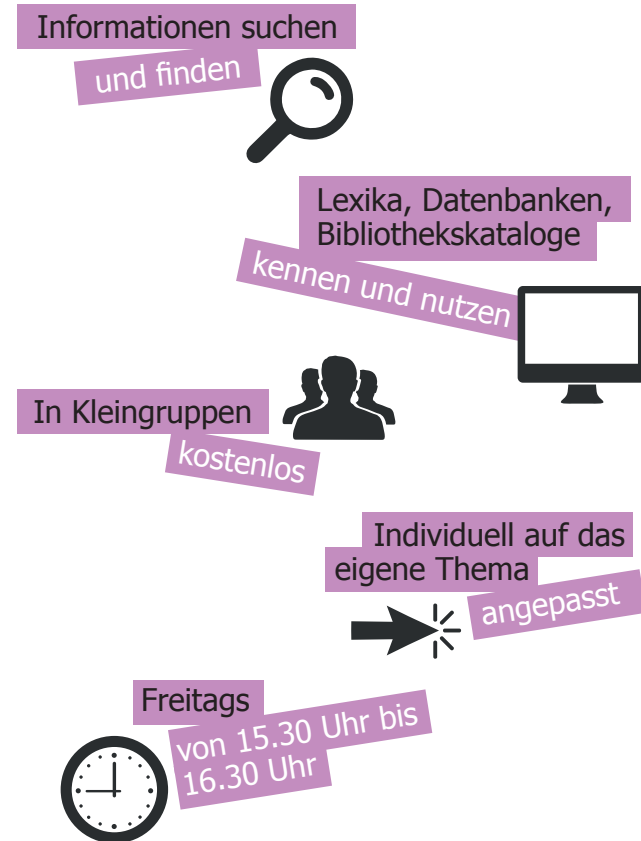 Informationen suchen
und finden
Lexika, Datenbanken,
Bibliothekskataloge
kennen und nutzen
In Kleingruppen
kostenlos
Individuell auf das
eigene Thema
angepasst
Freitags
von 15.30 Uhr bis
16.30 Uhr